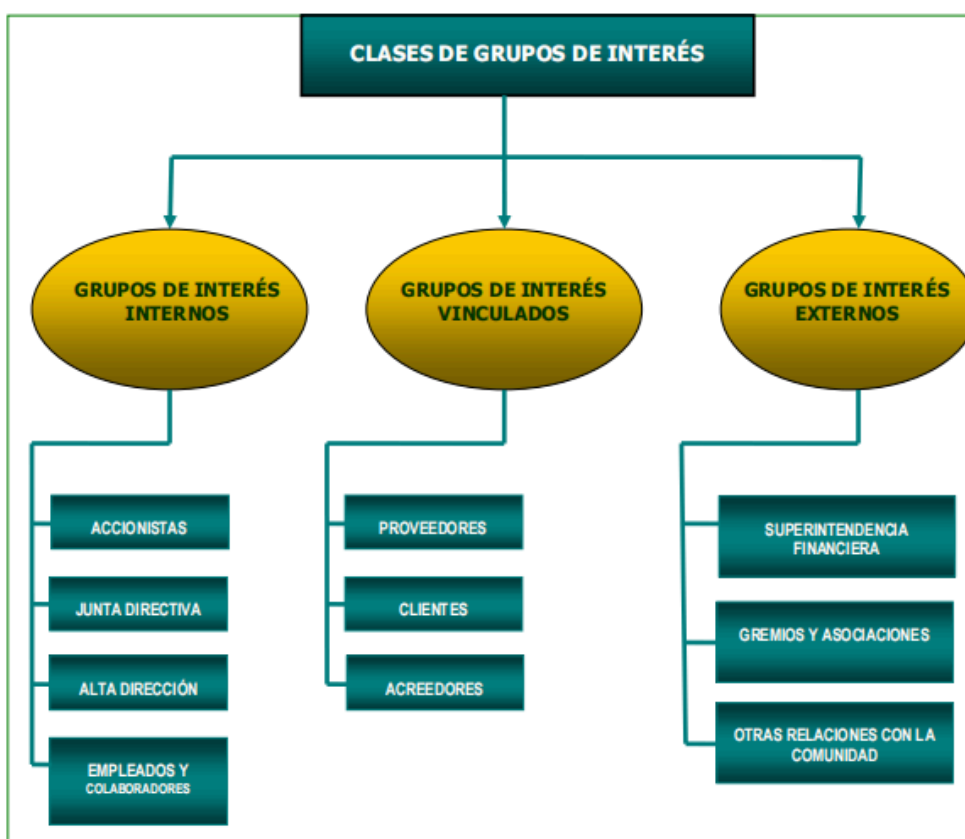 CLASES DE GRUPOS DE INTERÉS
GRUPOS DE INTERÉS
INTERNOS
GRUPOS DE INTERÉS
VINCULADOS
GRUPOS DE INTERÉS
EXTERNOS
ACCIONISTAS
JUNTA DIRECTIVA
ALTA DIRECCIÓN
EMPLEADOS Y
COLABORADORES
PROVEEDORES
CLIENTES
ACREEDORES
SUPERINTENDENCIA
FINANCIERA
GREMIOS Y ASOCIACIONES
OTRAS RELACIONES CON LA
COMUNIDAD